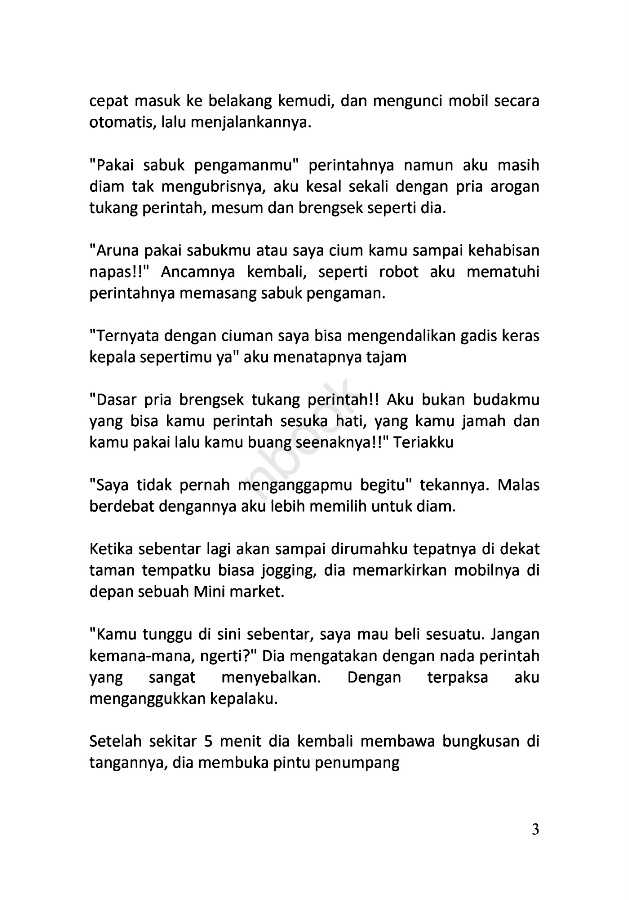 cepat masuk ke belakang kemudi, dan mengunci mobil secara
otomatis, lalu menjalankannya.
"Pakai sabuk pengamanmu" perintahnya namun aku masih
diam tak mengubrisnya, aku kesal sekali dengan pria arogan
tukang perintah, mesum dan brengsek seperti dia.
"Aruna pakai sabukmu atau saya cium kamu sampai kehabisan
napas!!" Ancamnya kembali, seperti robot aku mematuhi
perintahnya memasang sabuk pengaman.
"Ternyata dengan ciuman saya bisa mengendalikan gadis keras
kepala sepertimu ya" aku menatapnya tajam
"Dasar pria brengsek tukang perintah!! Aku bukan budakmu
yang bisa kamu perintah sesuka hati, yang kamu jamah dan
kamu pakai lalu kamu buang seenaknya!!" Teriakku
"Saya tidak pernah menganggapmu begitu" tekannya. Malas
berdebat dengannya aku lebih memilih untuk diam.
Ketika sebentar lagi akan sampai dirumahku tepatnya di dekat
taman tempatku biasa jogging, dia memarkirkan mobilnya di
depan sebuah Mini market.
"Kamu tunggu di sini sebentar, saya mau beli sesuatu. Jangan
kemana-mana, ngerti?" Dia mengatakan dengan nada perintah
yang sangat menyebalkan. Dengan terpaksa aku
menganggukkan kepalaku.
Setelah sekitar 5 menit dia kembali membawa bungkusan di
tangannya, dia membuka pintu penumpang
3